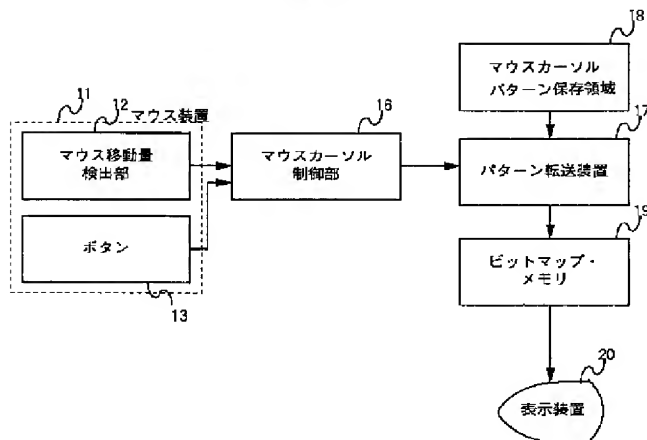 18
マウスカーソル
パターン保存領域
11
12
マウス装置
16
17
マウス移動量
検出部
マウスカーソル
制御部
パターン転送装置
19
ボタン
ビットマップ・
メモリ
13
20
表示装置